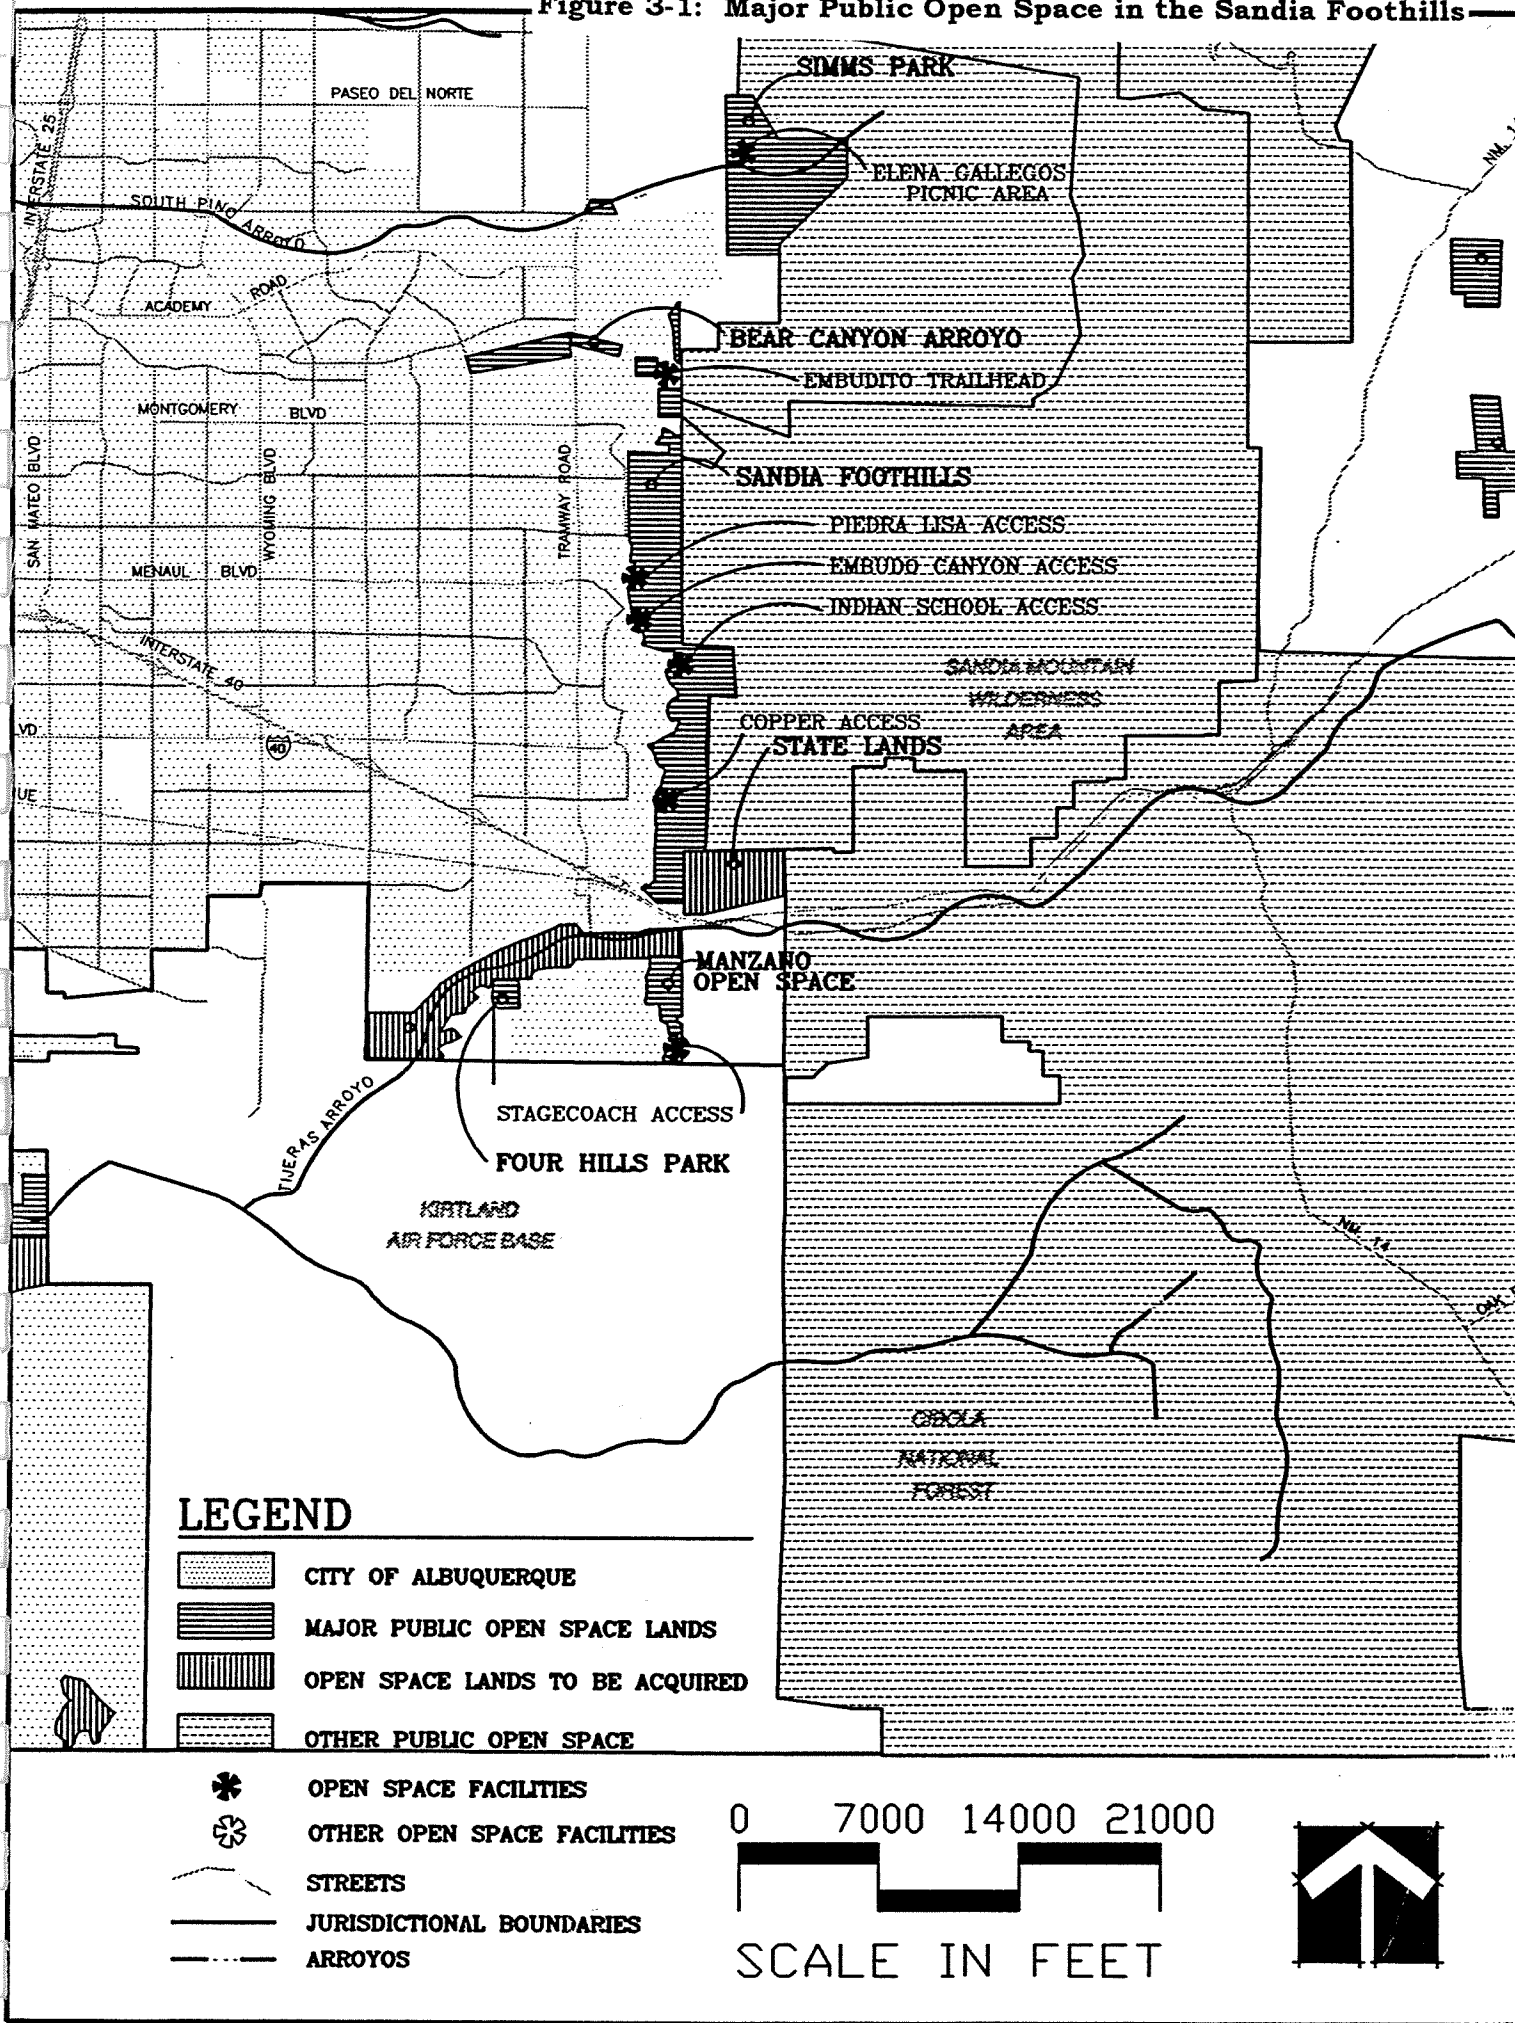 Figure 3-1: Major Public Open Space in the Sandia Foothills
SIMMS PARK
PASEO DEL NORTE
INTERSTATE 25
NM. 14
ELENA GALLEGOS
PICNIC AREA
SOUTH PINO ARROYO
ACADEMY ROAD
BEAR CANYON ARROYO
EMBUDITO TRAILHEAD
MONTGOMERY BLVD
SAN MATEO BLVD
WYOMING BLVD
TRAMWAY ROAD
SANDIA FOOTHILLS
PIEDRA LISA ACCESS
EMBUDO CANYON ACCESS
MENAUL BLVD
INDIAN SCHOOL ACCESS
INTERSTATE 40
SANDIA MOUNTAIN
WILDERNESS
AREA
COPPER ACCESS
STATE LANDS
VD
40
UE
MANZANO
OPEN SPACE
STAGECOACH ACCESS
TIJERAS ARROYO
FOUR HILLS PARK
KIRTLAND
AIR FORCE BASE
NM. 14
OAK
CIBOLA
NATIONAL
FOREST
LEGEND
CITY OF ALBUQUERQUE
MAJOR PUBLIC OPEN SPACE LANDS
OPEN SPACE LANDS TO BE ACQUIRED
OTHER PUBLIC OPEN SPACE
OPEN SPACE FACILITIES
OTHER OPEN SPACE FACILITIES
STREETS
JURISDICTIONAL BOUNDARIES
ARROYOS
0 7000 14000 21000
SCALE IN FEET